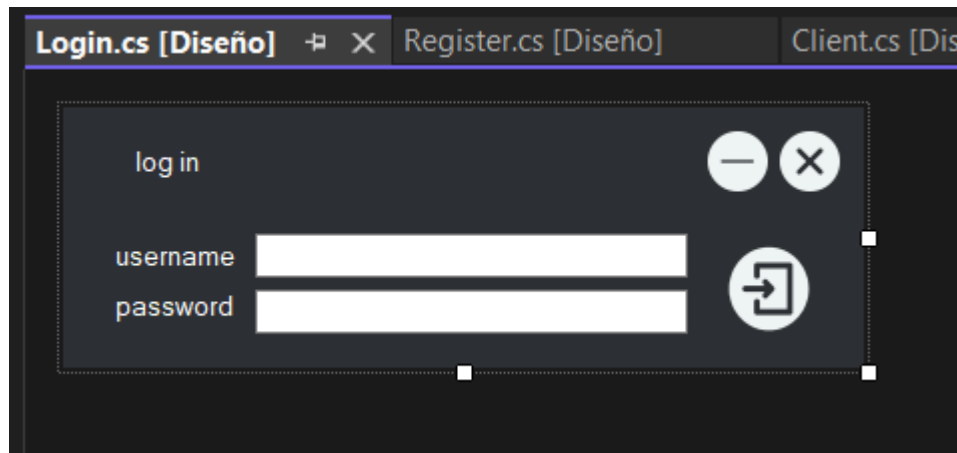 Login.cs [Diseño] Register.cs [Diseño] Client.cs [Dis
log in
username
password